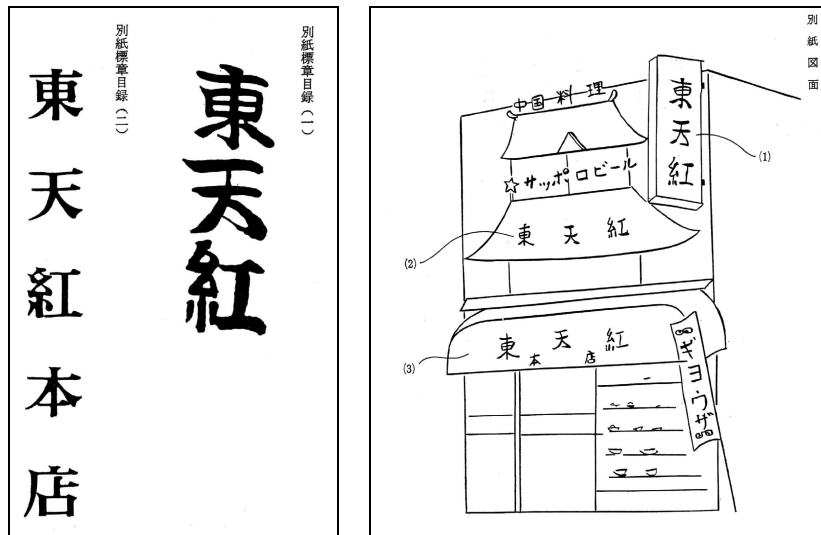 別紙標章目録(一)
東天紅
別紙標章目録(二)
東天紅本店
別紙図面
中国料理
東天紅
(1)
☆サッポロビール
(2)
東天紅
(3)
東天紅
本店
ギョウザ